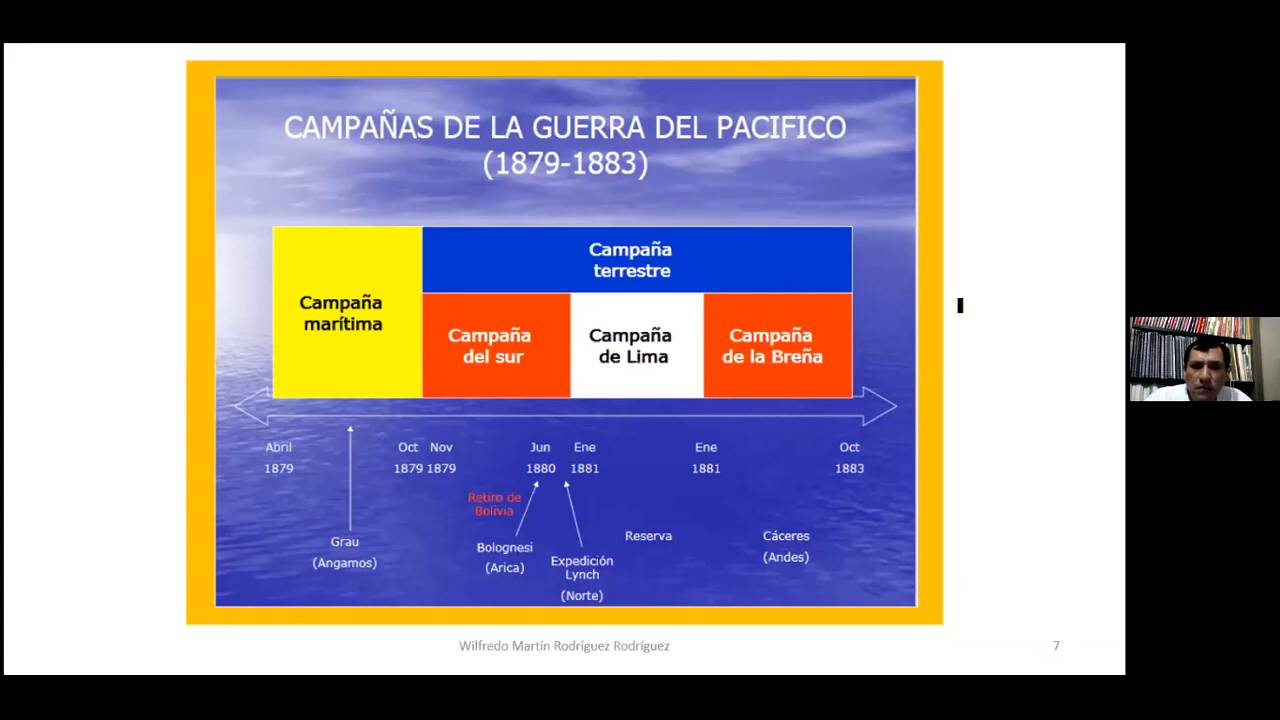 CAMPAÑAS DE LA GUERRA DEL PACIFICO
(1879-1883)
Campaña
marítima
Campaña
terrestre
Campaña
del sur
Campaña
de Lima
Campaña
de la Breña
Abril
1879
Oct
1879
Nov
1879
Jun
1880
Ene
1881
Ene
1881
Oct
1883
Retiro de
Bolivia
Grau
(Angamos)
Bolognesi
(Arica)
Expedición
Lynch
(Norte)
Reserva
Cáceres
(Andes)
Wilfredo Martín Rodríguez Rodríguez
7